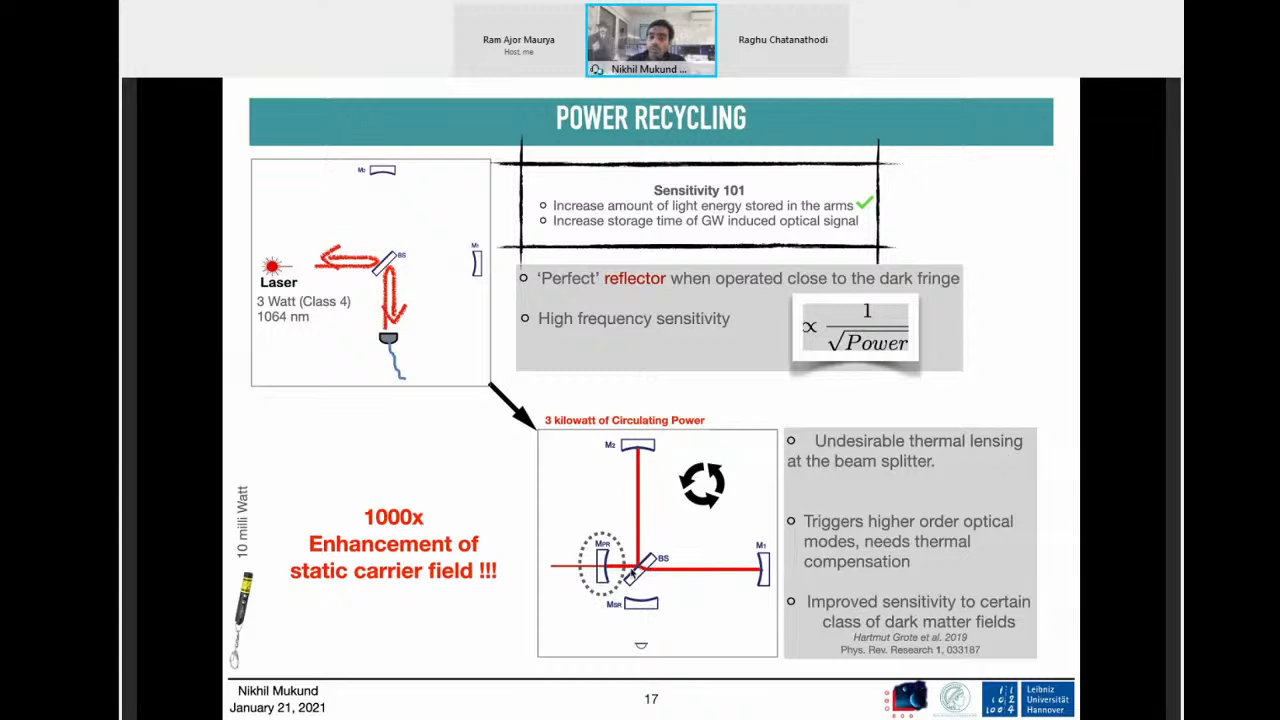 Ram Ajor Maurya
Host, me
Nikhil Mukund ...
Raghu Chatanathodi
POWER RECYCLING
M2
M1
BS
Laser
3 Watt (Class 4)
1064 nm
Sensitivity 101
Increase amount of light energy stored in the arms
Increase storage time of GW induced optical signal
‘Perfect’ reflector when operated close to the dark fringe
High frequency sensitivity
∝ 1/√Power
3 kilowatt of Circulating Power
M2
MPR
BS
M1
MSR
10 milli Watt
1000x
Enhancement of
static carrier field !!!
Undesirable thermal lensing
at the beam splitter.
Triggers higher order optical
modes, needs thermal
compensation
Improved sensitivity to certain
class of dark matter fields
Hartmut Grote et al. 2019
Phys. Rev. Research 1, 033187
Nikhil Mukund
January 21, 2021
17
Leibniz
Universität
Hannover